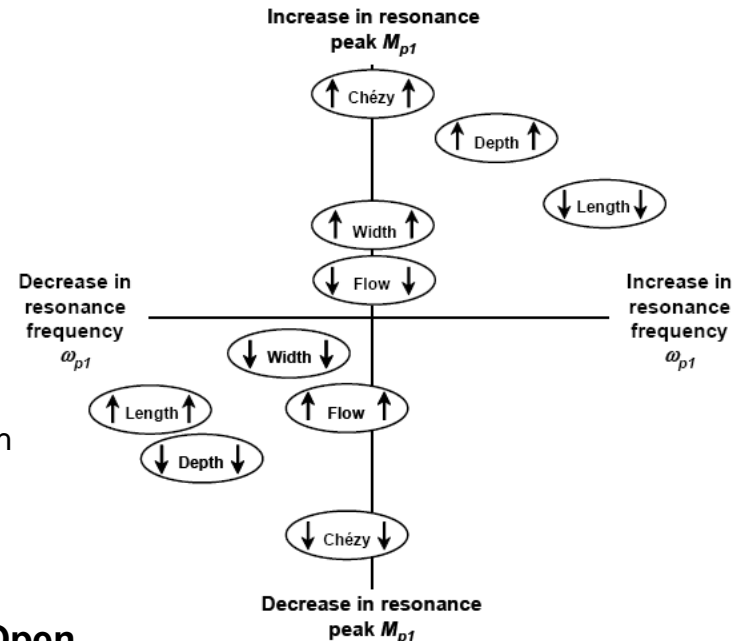 Increase in resonance
peak Mp1
↑ Chézy ↑
↑ Depth ↑
↓ Length ↓
↑ Width ↑
↓ Flow ↓
Decrease in
resonance
frequency
ωp1
Increase in
resonance
frequency
ωp1
↓ Width ↓
↑ Length ↑
↑ Flow ↑
↓ Depth ↓
↓ Chézy ↓
Decrease in resonance
peak Mp1